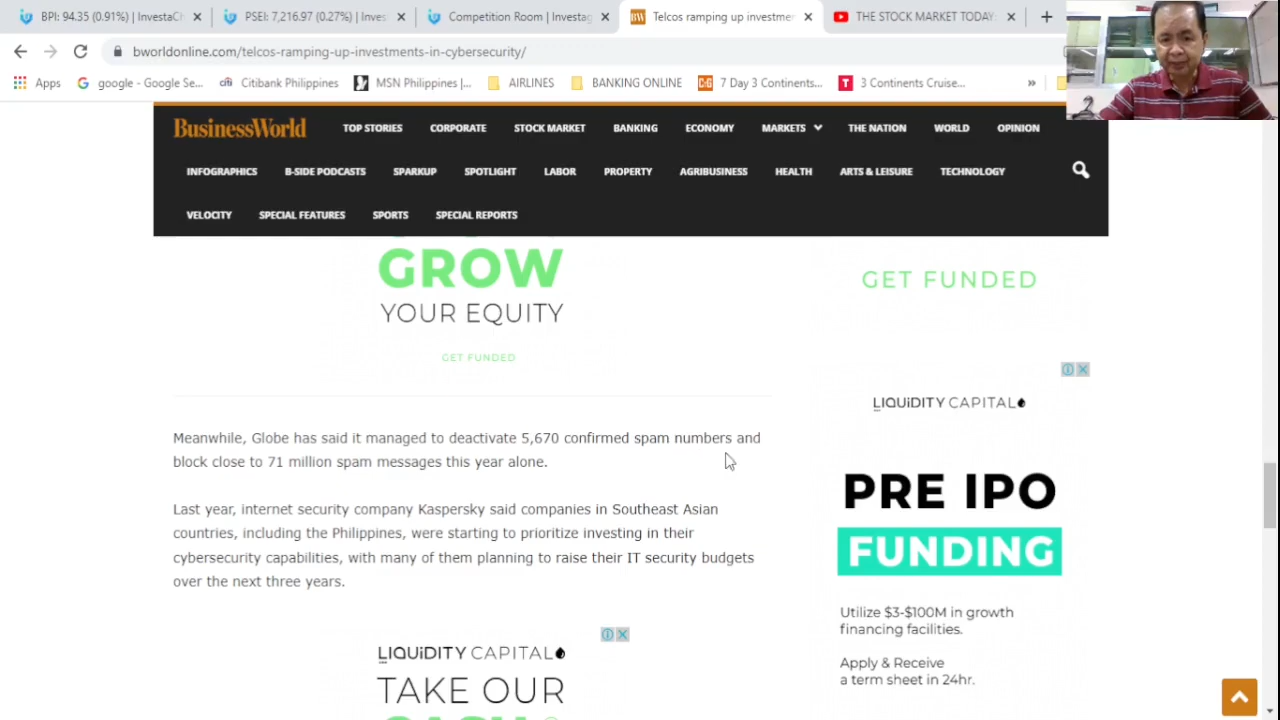 BPI: 94.35 (0.91%) | InvestaCh
PSEI: 7,216.97 (0.27%) | Inves
Competition Room | Investag
BW Telcos ramping up investmen
THE STOCK MARKET TODAY:
bworldonline.com/telcos-ramping-up-investments-in-cybersecurity/
Apps
google - Google Se...
citi Citibank Philippines
MSN Philippines |...
AIRLINES
BANKING ONLINE
7 Day 3 Continents...
T 3 Continents Cruise...
»
BusinessWorld
TOP STORIES CORPORATE STOCK MARKET BANKING ECONOMY MARKETS THE NATION WORLD OPINION
INFOGRAPHICS B-SIDE PODCASTS SPARKUP SPOTLIGHT LABOR PROPERTY AGRIBUSINESS HEALTH ARTS & LEISURE TECHNOLOGY
VELOCITY SPECIAL FEATURES SPORTS SPECIAL REPORTS
GROW
YOUR EQUITY
GET FUNDED
Meanwhile, Globe has said it managed to deactivate 5,670 confirmed spam numbers and
block close to 71 million spam messages this year alone.
Last year, internet security company Kaspersky said companies in Southeast Asian
countries, including the Philippines, were starting to prioritize investing in their
cybersecurity capabilities, with many of them planning to raise their IT security budgets
over the next three years.
LIQUiDITY CAPITAL
TAKE OUR
GET FUNDED
LIQUiDITY CAPITAL
PRE IPO
FUNDING
Utilize $3-$100M in growth
financing facilities.
Apply & Receive
a term sheet in 24hr.